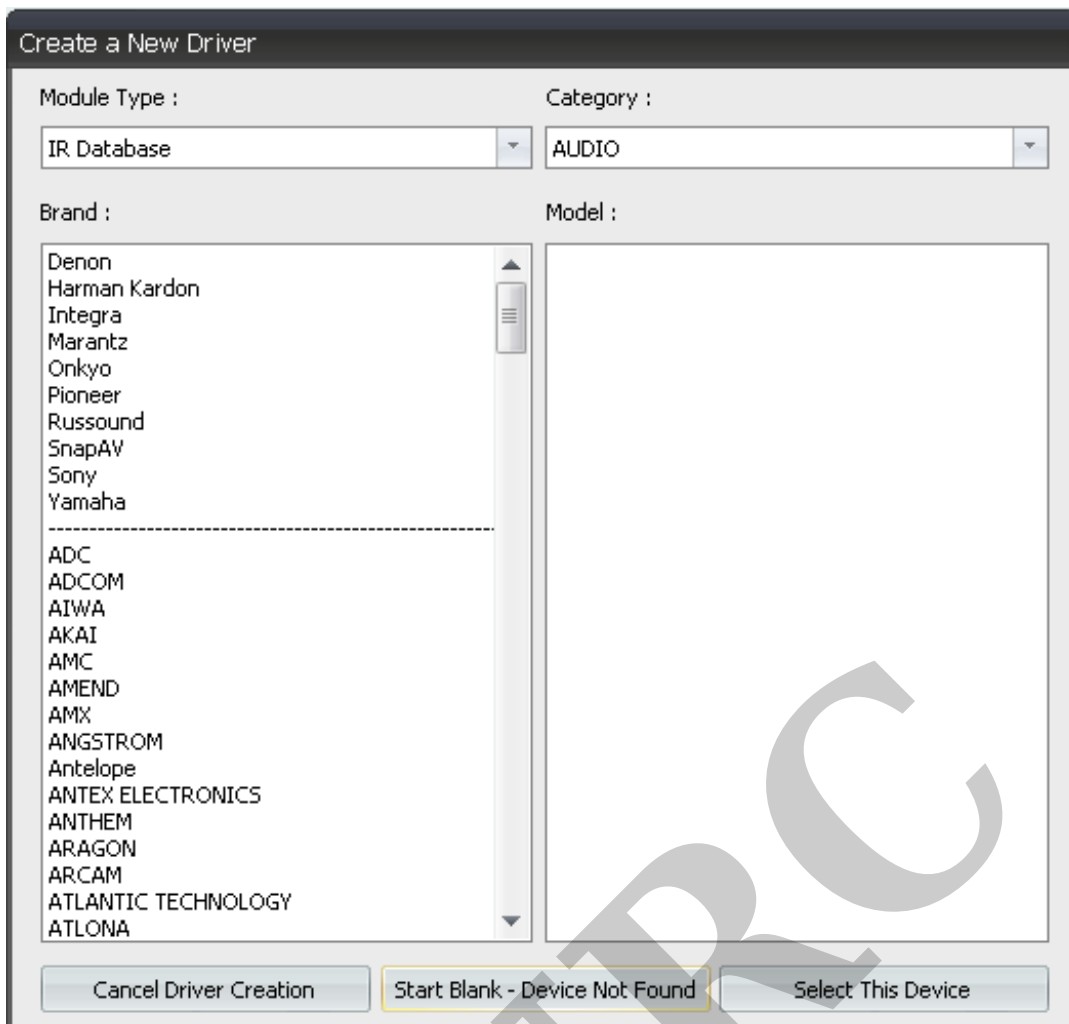 Create a New Driver
Module Type :
Category :
IR Database
AUDIO
Brand :
Model :
Denon
Harman Kardon
Integra
Marantz
Onkyo
Pioneer
Russound
SnapAV
Sony
Yamaha
--------------------------------------------------------
ADC
ADCOM
AIWA
AKAI
AMC
AMEND
AMX
ANGSTROM
Antelope
ANTEX ELECTRONICS
ANTHEM
ARAGON
ARCAM
ATLANTIC TECHNOLOGY
ATLONA
Cancel Driver Creation
Start Blank - Device Not Found
Select This Device
RC